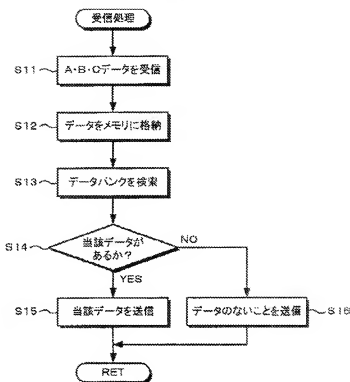 受信処理
S11
A・B・Cデータを受信
S12
データをメモリに格納
S13
データバンクを検索
S14
当該データが
あるか?
NO
YES
S15
当該データを送信
データのないことを送信
S16
RET